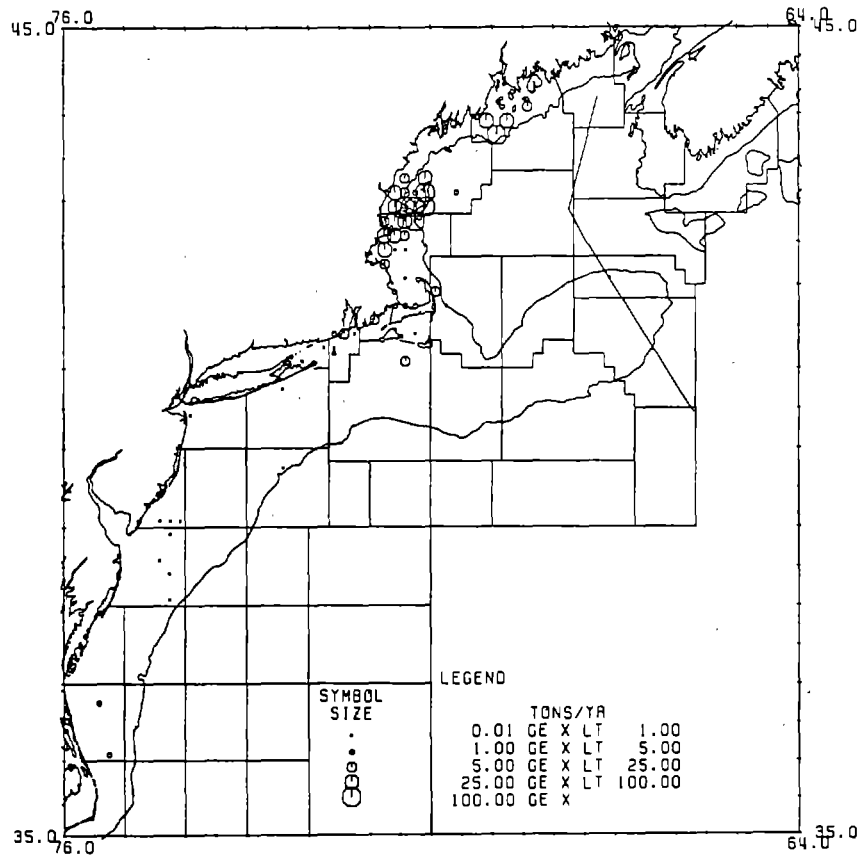 76.0 64.0
45.0 45.0
LEGEND
SYMBOL
SIZE
TONS/YR
0.01 GE X LT 1.00
1.00 GE X LT 5.00
5.00 GE X LT 25.00
25.00 GE X LT 100.00
100.00 GE X
35.0 35.0
76.0 64.0